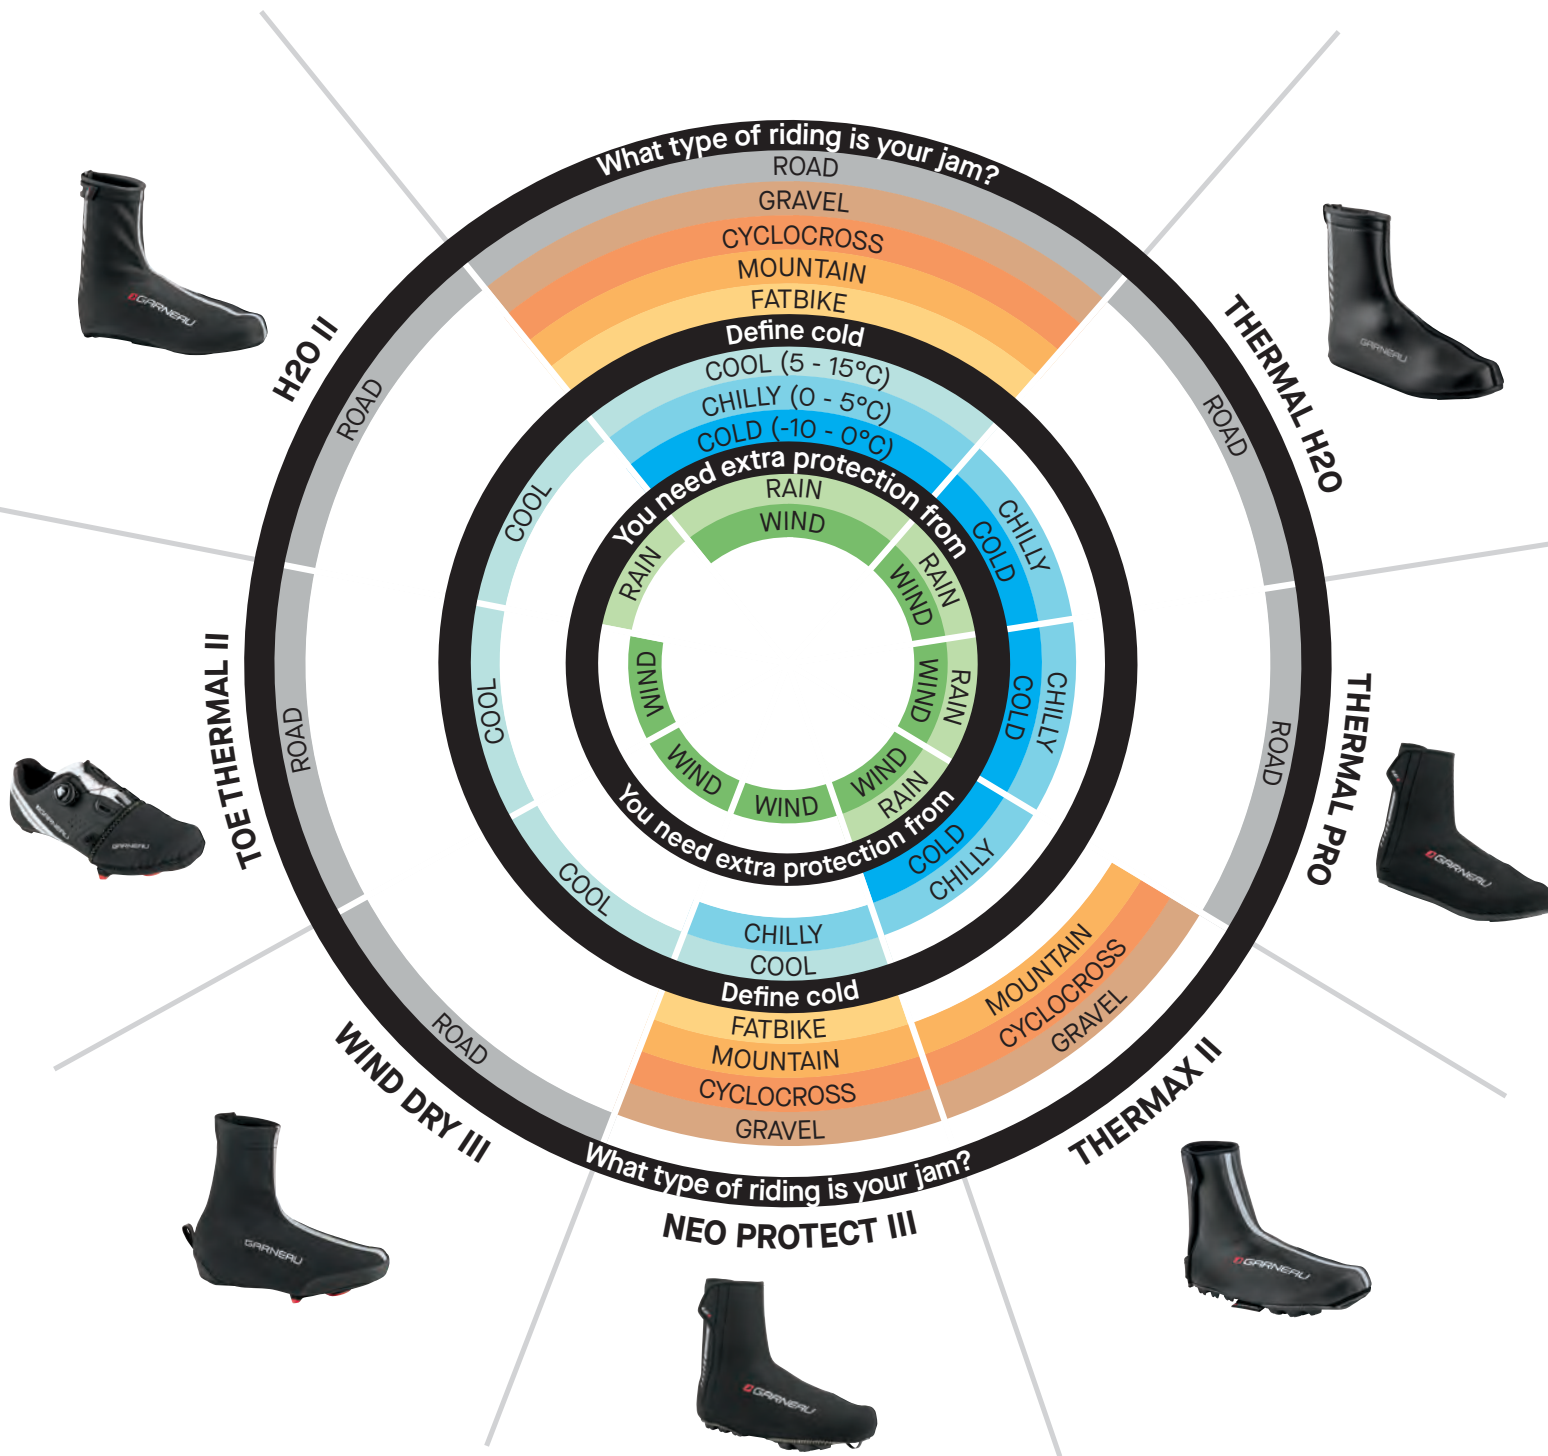 What type of riding is your jam?
ROAD
GRAVEL
CYCLOCROSS
MOUNTAIN
FATBIKE
Define cold
COOL (5 - 15°C)
CHILLY (0 - 5°C)
COLD (-10 - 0°C)
You need extra protection from
RAIN
WIND
THERMAL H2O
GARNEAU
ROAD
CHILLY
COLD
RAIN
WIND
THERMAL PRO
GARNEAU
ROAD
CHILLY
COLD
RAIN
WIND
THERMAX II
GARNEAU
MOUNTAIN
CYCLOCROSS
GRAVEL
COLD
CHILLY
WIND
RAIN
NEO PROTECT III
GARNEAU
WIND
CHILLY
COOL
FATBIKE
MOUNTAIN
CYCLOCROSS
GRAVEL
WIND DRY III
GARNEAU
ROAD
COOL
WIND
TOE THERMAL II
GARNEAU
GARNEAU
ROAD
COOL
WIND
H2O II
GARNEAU
ROAD
COOL
RAIN
You need extra protection from
Define cold
What type of riding is your jam?